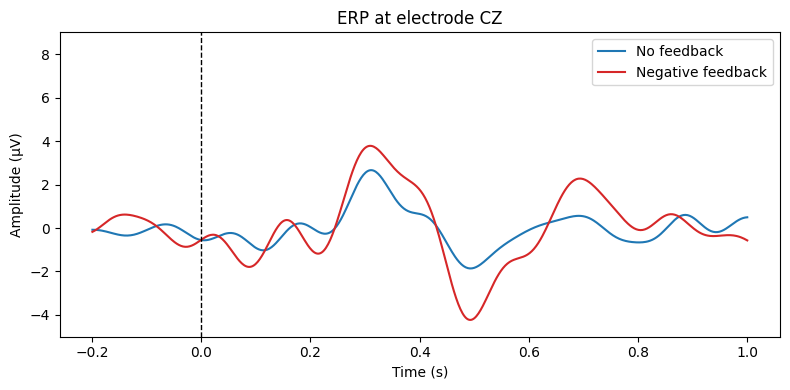 ERP at electrode CZ
No feedback
Negative feedback
Amplitude (µV)
8
6
4
2
0
−2
−4
−0.2
0.0
0.2
0.4
0.6
0.8
1.0
Time (s)